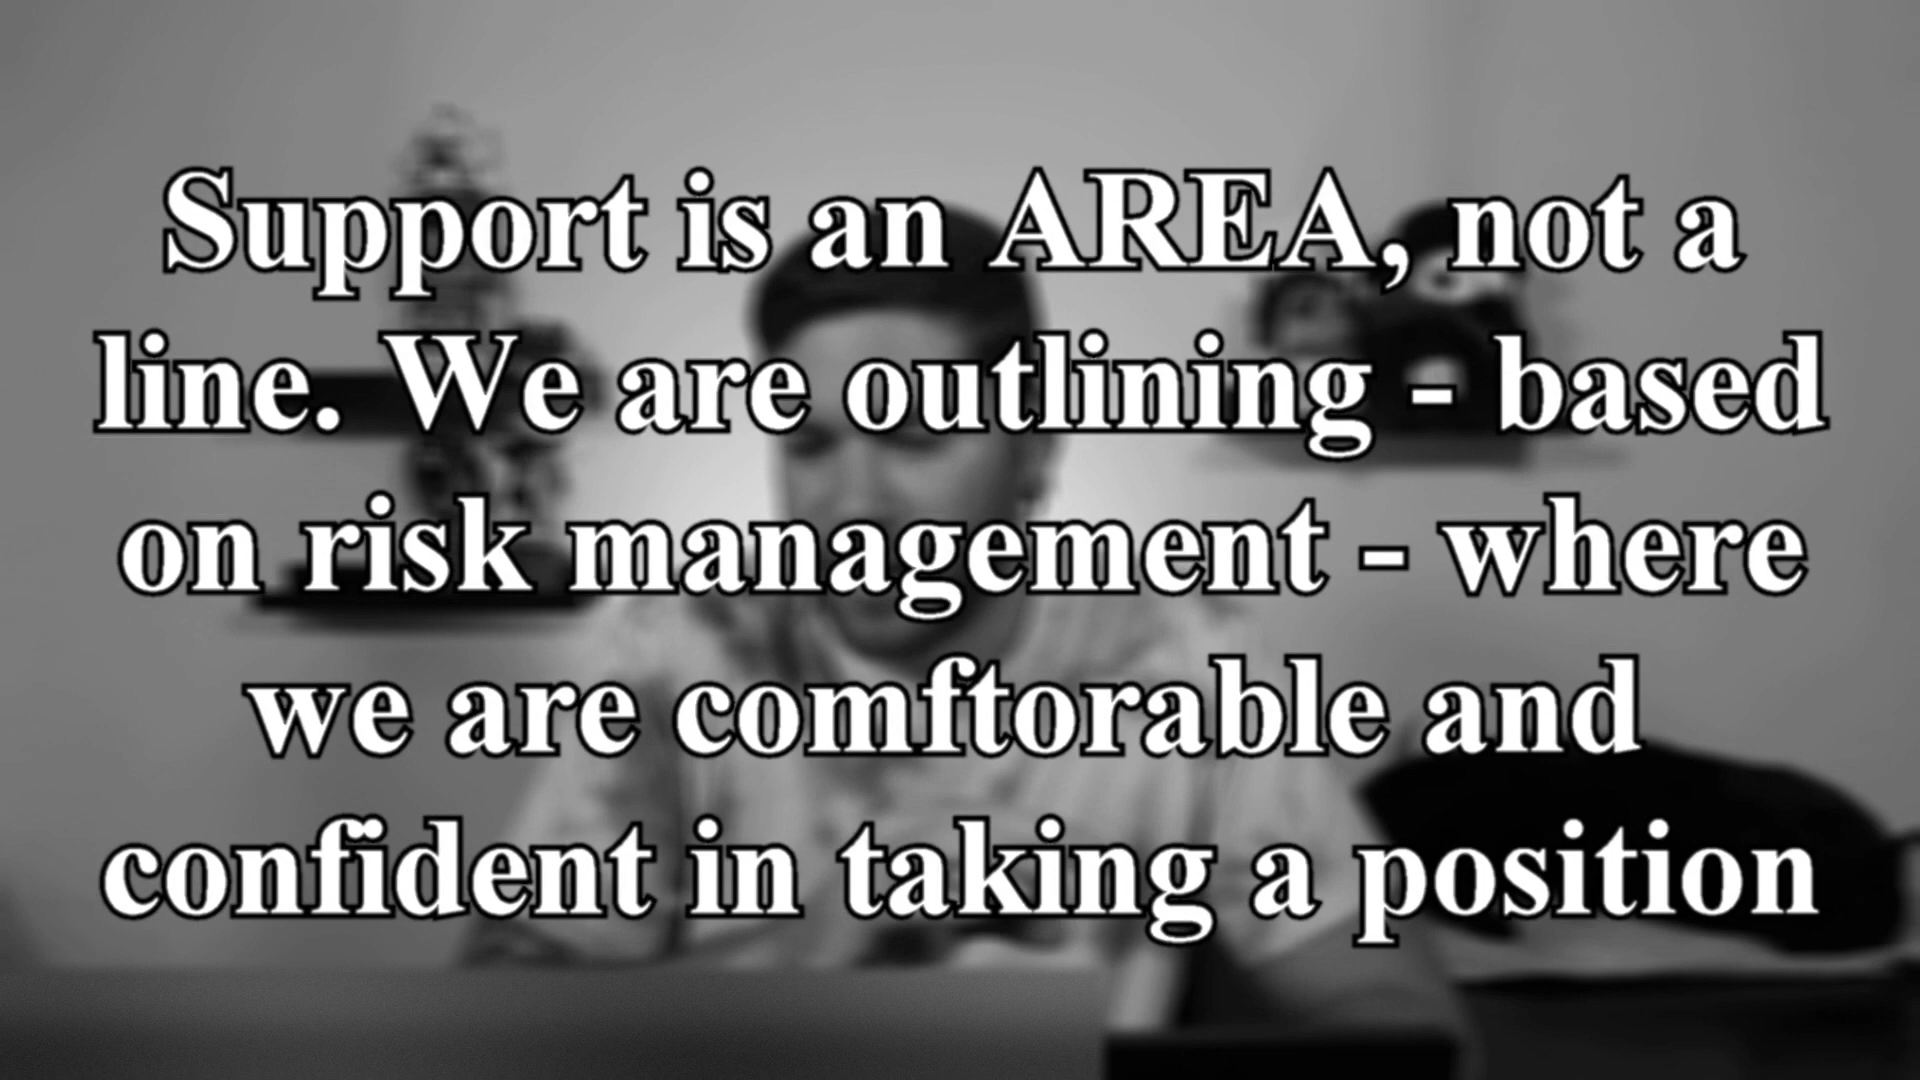 Support is an AREA, not a
line. We are outlining - based
on risk management - where
we are comftorable and
confident in taking a position